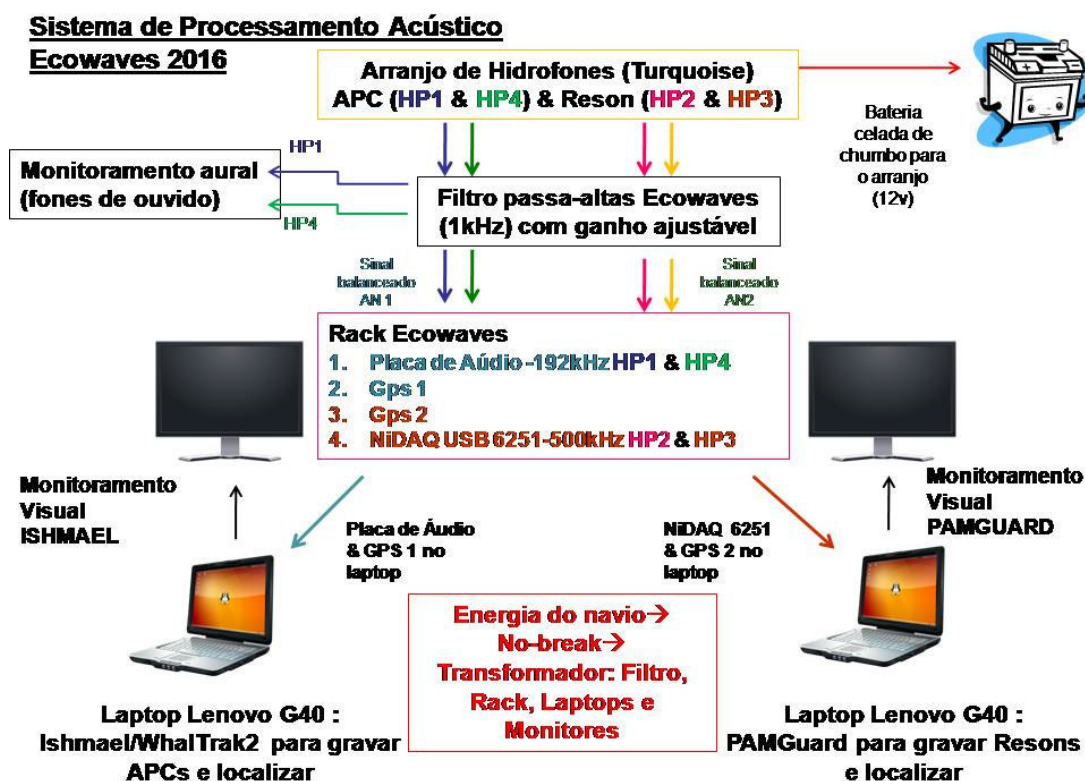 Sistema de Processamento Acústico
Ecowaves 2016
Arranjo de Hidrofones (Turquoise)
APC (HP1 & HP4) & Reson (HP2 & HP3)
Bateria
celada de
chumbo para
o arranjo
(12v)
HP1
Monitoramento aural
(fones de ouvido)
HP4
Filtro passa-altas Ecowaves
(1kHz) com ganho ajustável
Sinal
balanceado
AN 1
Sinal
balanceado
AN2
Rack Ecowaves
1. Placa de Aúdio -192kHz HP1 & HP4
2. Gps 1
3. Gps 2
4. NiDAQ USB 6251-500kHz HP2 & HP3
Monitoramento
Visual
ISHMAEL
Monitoramento
Visual
PAMGUARD
Placa de Áudio
& GPS 1 no
laptop
NiDAQ 6251
& GPS 2 no
laptop
Energia do navio→
No-break→
Transformador: Filtro,
Rack, Laptops e
Monitores
Laptop Lenovo G40 :
Ishmael/WhalTrak2 para gravar
APCs e localizar
Laptop Lenovo G40 :
PAMGuard para gravar Resons
e localizar